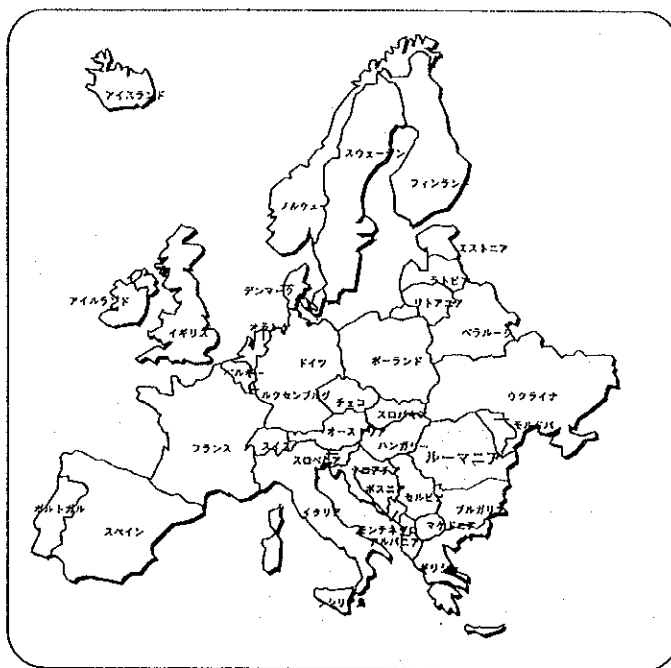 アイスランド
スウェーデン
フィンラン
ノルウェー
エストニア
ラトビア
デンマーク
リトアニア
アイルランド
イギリス
オランダ
ベラルーシ
ドイツ
ポーランド
ベルギー
ルクセンブルグ
チェコ
ウクライナ
スロバキア
モルドバ
オーストリア
フランス
スイス
ハンガリー
ルーマニア
スロベニア
クロアチア
ボスニア
セルビア
ブルガリア
ポルトガル
スペイン
イタリア
モンテネグロ
マケドニア
アルバニア
ギリシャ
シシリア島